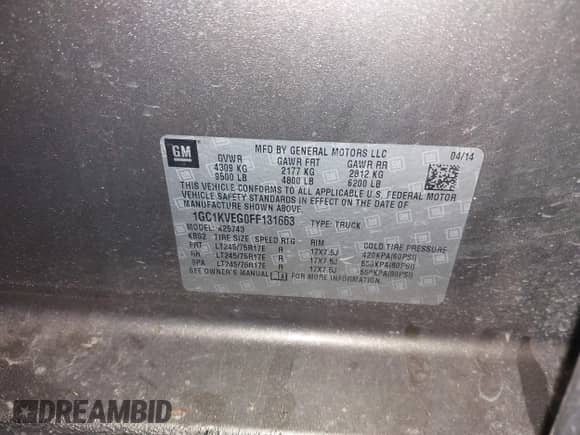 GM
MFD BY GENERAL MOTORS LLC
04/14
GVWR GAWR FRT GAWR RR
4309 KG 2177 KG 2812 KG
9500 LB 4800 LB 6200 LB
THIS VEHICLE CONFORMS TO ALL APPLICABLE U.S. FEDERAL MOTOR
VEHICLE SAFETY STANDARDS IN EFFECT ON THE DATE OF
MANUFACTURE SHOWN ABOVE.
1GC1KVEG0FF131663 TYPE: TRUCK
MODEL: K25743
TIRE SIZE SPEED RTG RIM COLD TIRE PRESSURE
FRT LT245/75R17E R 17X7.5J 420KPA(60PSI)
RR LT245/75R17E R 17X7.5J
SPA LT245/75R17E R 17X7.5J
SEE OWNER'S MANUAL FOR MORE INFORMATION.
DREAMBID